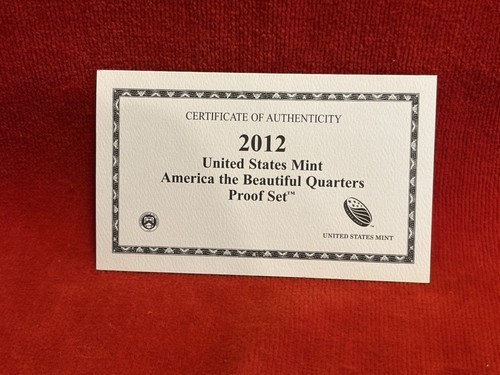 CERTIFICATE OF AUTHENTICITY
2012
United States Mint
America the Beautiful Quarters
Proof Set™
UNITED STATES MINT